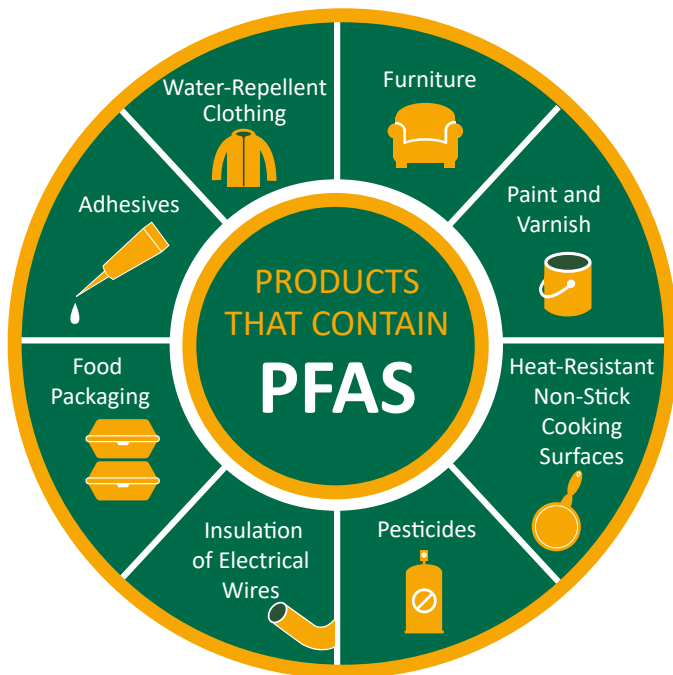 PRODUCTS
THAT CONTAIN
PFAS
Furniture
Paint and
Varnish
Heat-Resistant
Non-Stick
Cooking
Surfaces
Pesticides
Insulation
of Electrical
Wires
Food
Packaging
Adhesives
Water-Repellent
Clothing